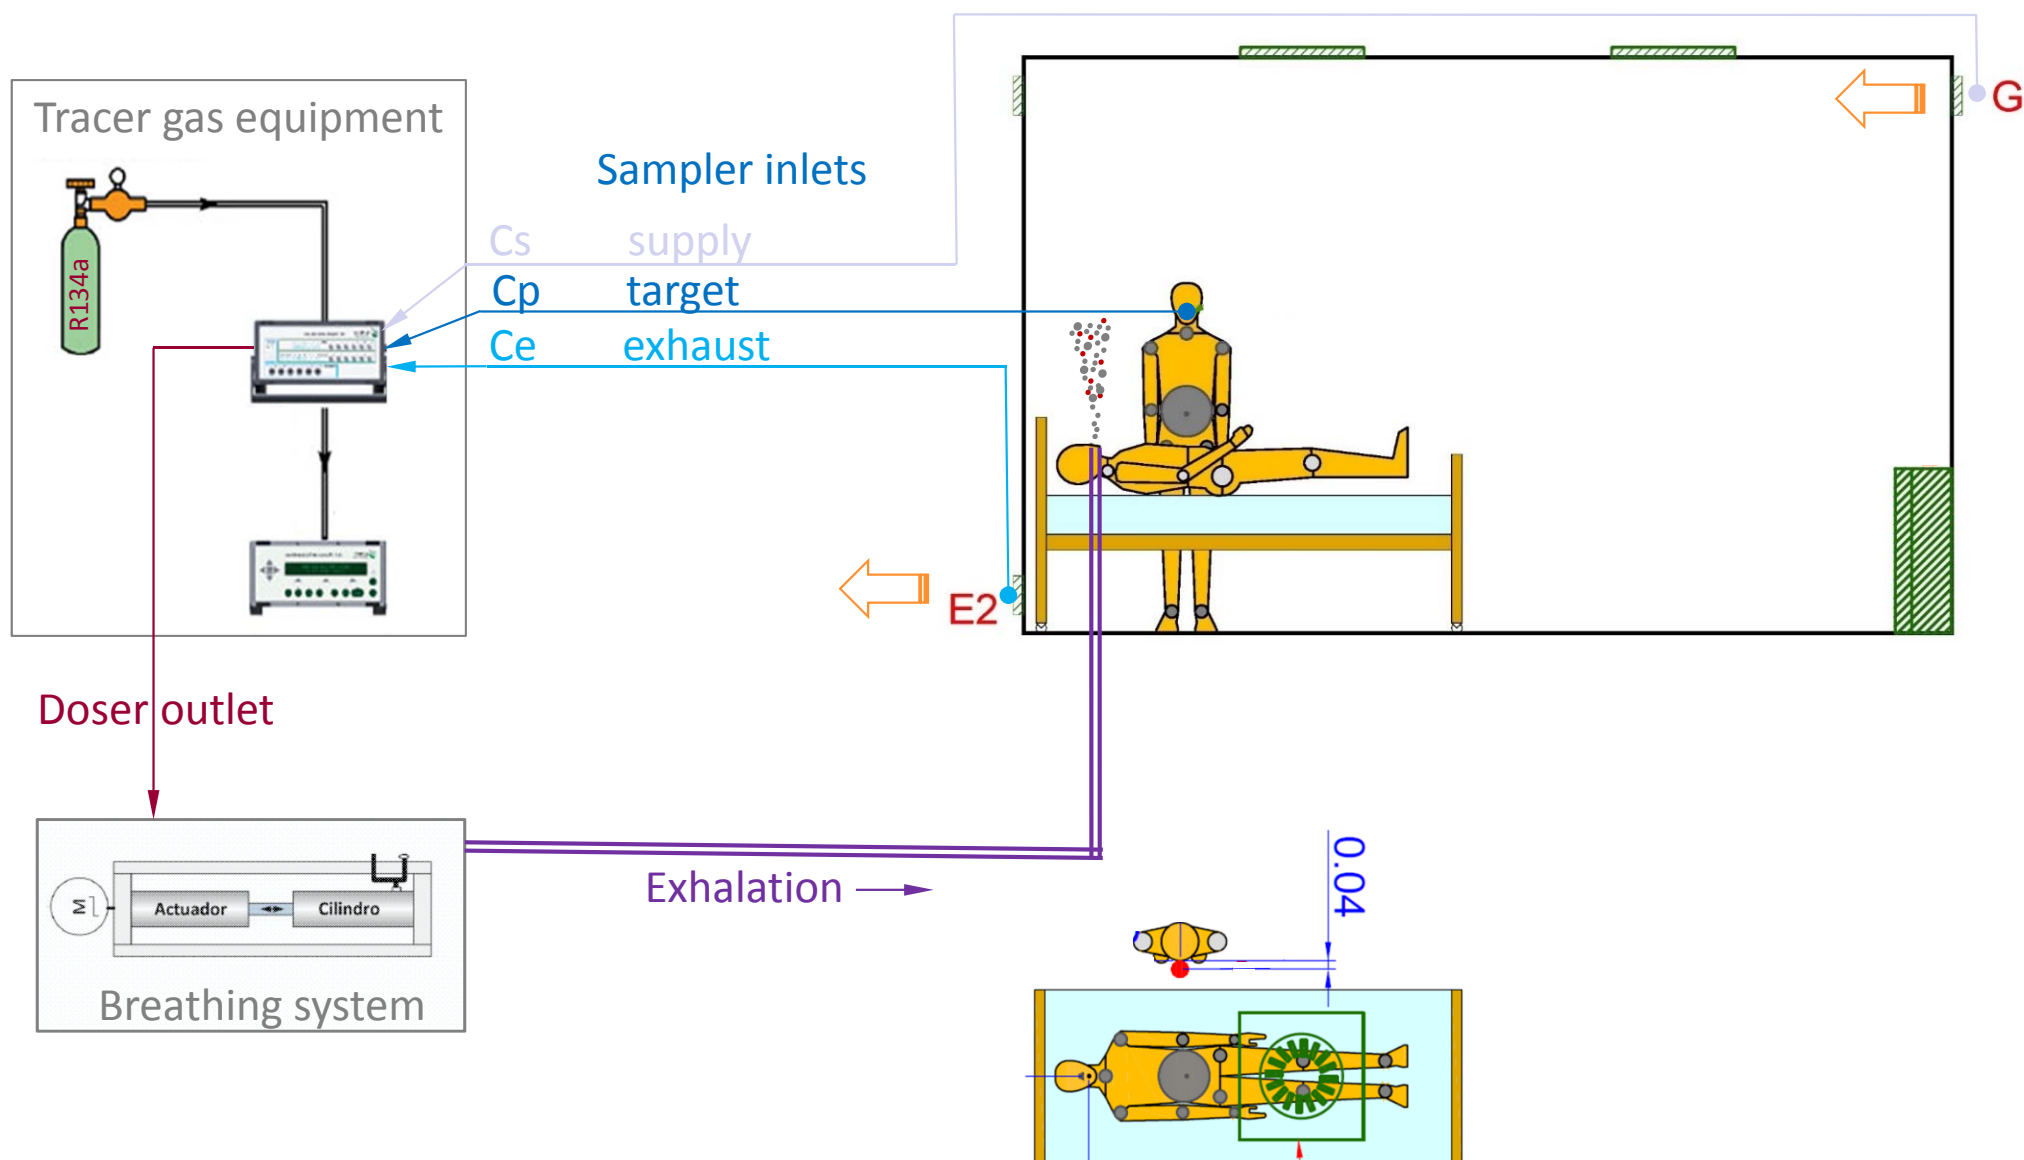 Tracer gas equipment
R134a
Sampler inlets
Cs supply
Cp target
Ce exhaust
G
E2
Doser outlet
Exhalation
M
Actuador
Cilindro
Breathing system
0.04